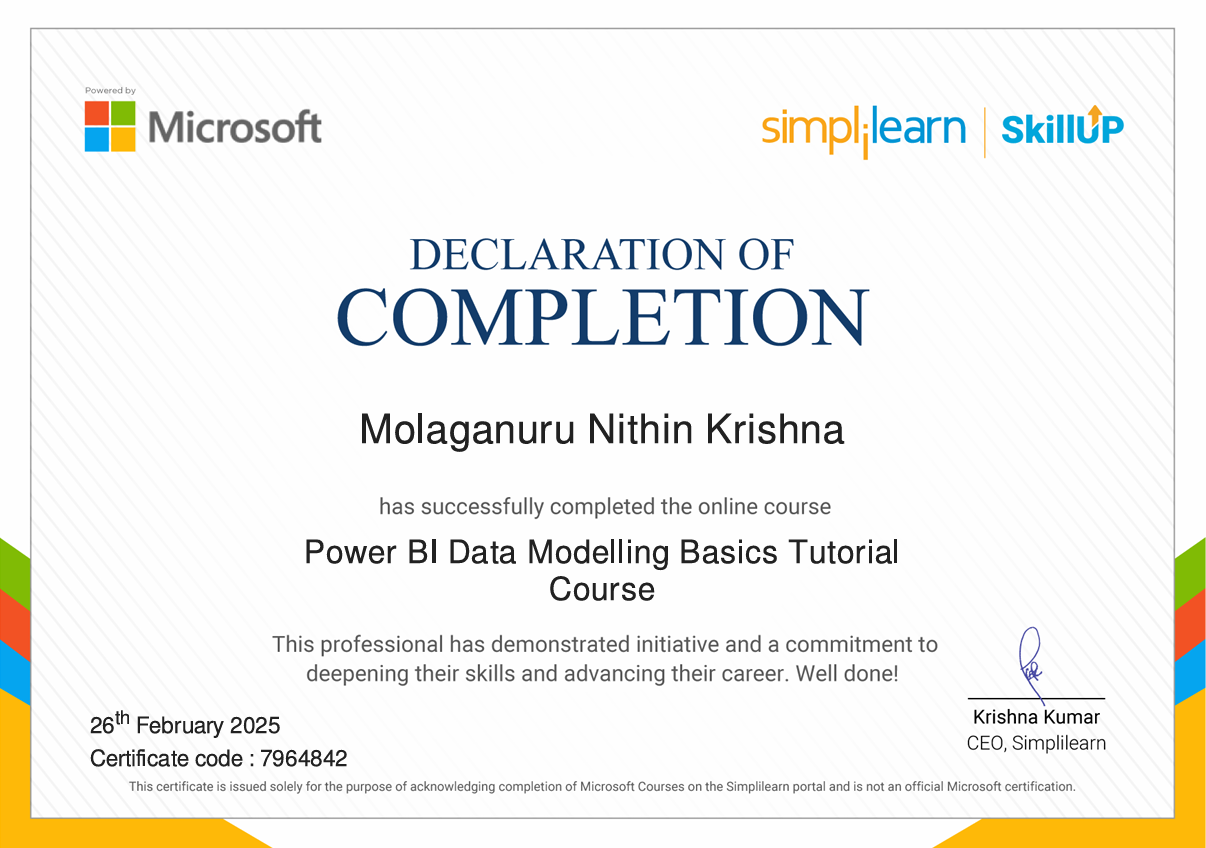 Powered by
Microsoft
simplilearn | SkillUP
DECLARATION OF
COMPLETION
Molaganuru Nithin Krishna
has successfully completed the online course
Power BI Data Modelling Basics Tutorial
Course
This professional has demonstrated initiative and a commitment to
deepening their skills and advancing their career. Well done!
26th February 2025
Certificate code : 7964842
Krishna Kumar
CEO, Simplilearn
This certificate is issued solely for the purpose of acknowledging completion of Microsoft Courses on the Simplilearn portal and is not an official Microsoft certification.